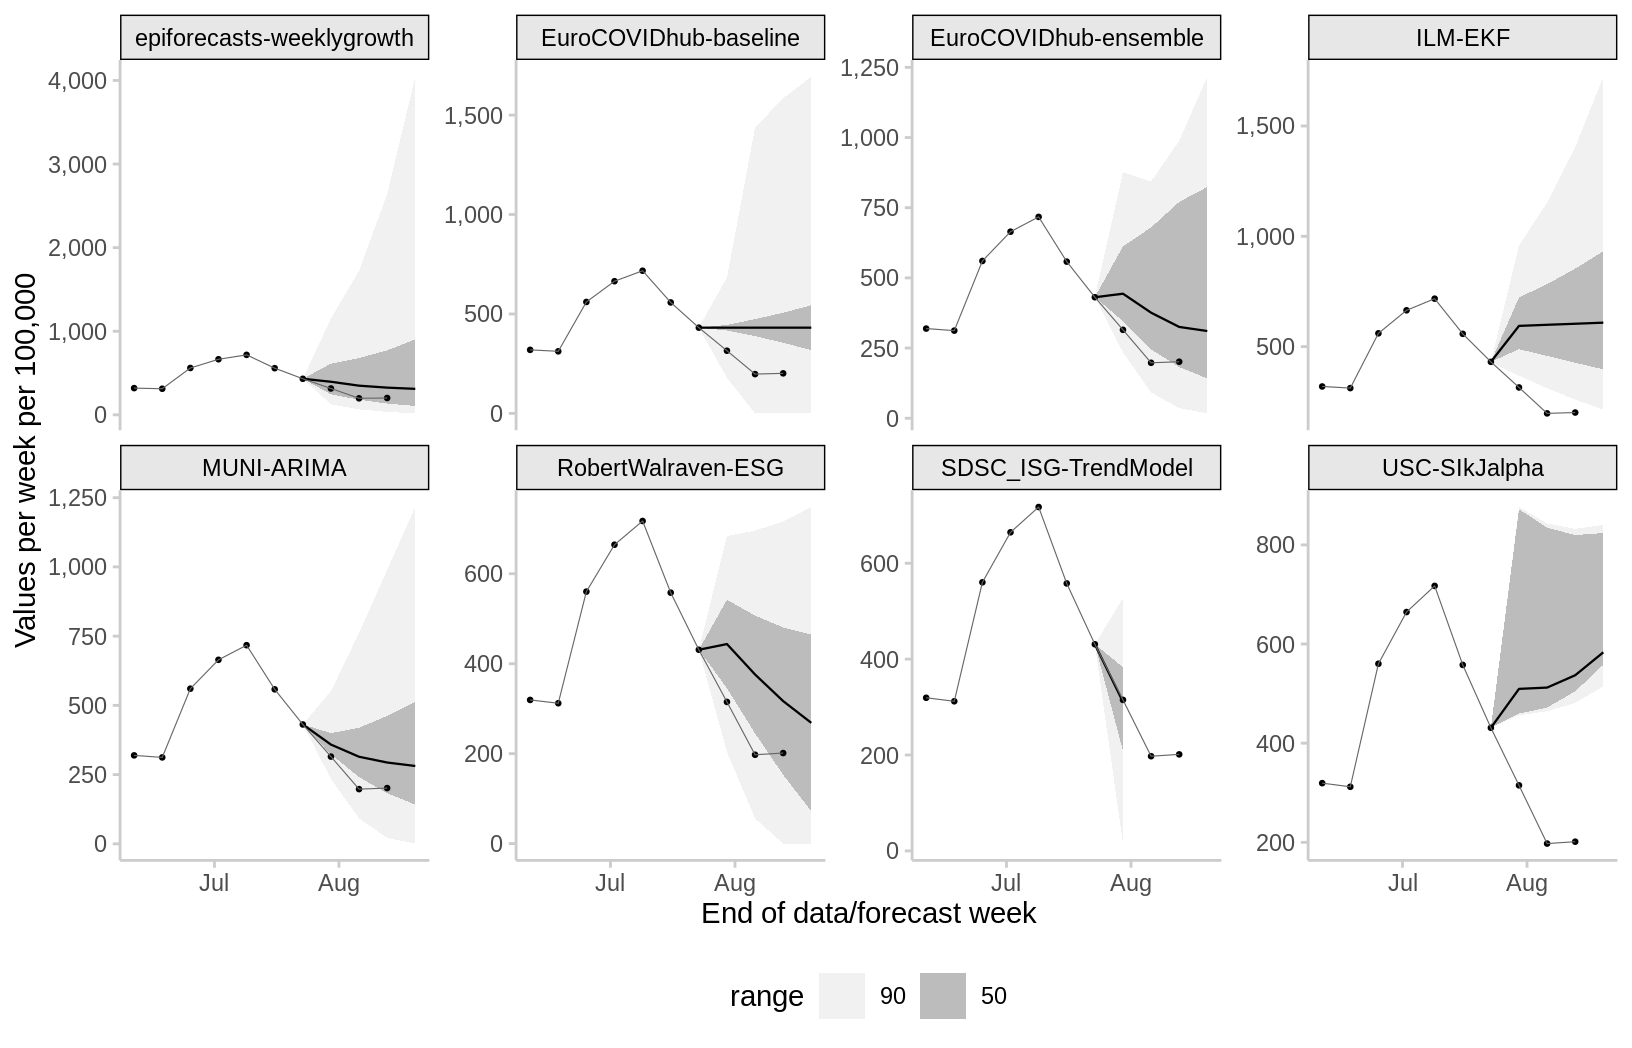 epiforecasts-weeklygrowth
EuroCOVIDhub-baseline
EuroCOVIDhub-ensemble
ILM-EKF
4,000
3,000
2,000
1,000
0
1,500
1,000
500
0
1,250
1,000
750
500
250
0
1,500
1,000
500
Values per week per 100,000
MUNI-ARIMA
RobertWalraven-ESG
SDSC_ISG-TrendModel
USC-SIkJalpha
1,250
1,000
750
500
250
0
600
400
200
0
600
400
200
0
800
600
400
200
Jul Aug
Jul Aug
Jul Aug
Jul Aug
End of data/forecast week
range 90 50